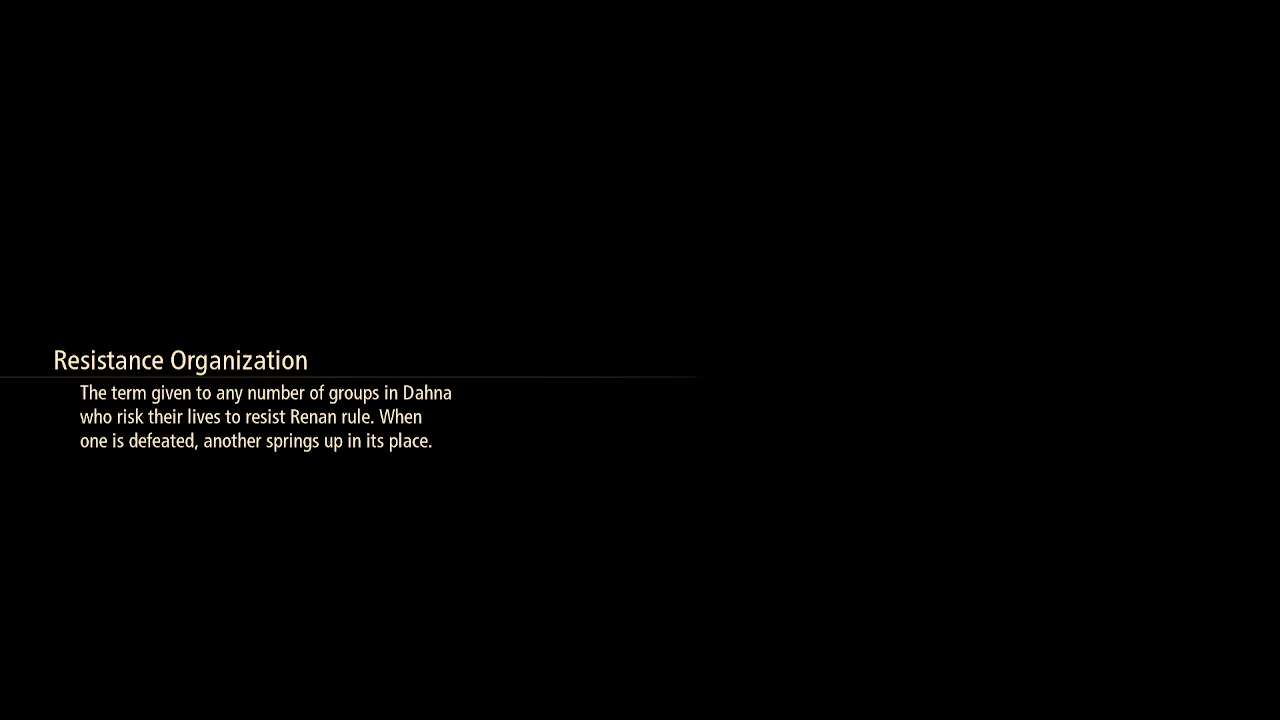 Resistance Organization
The term given to any number of groups in Dahna
who risk their lives to resist Renan rule. When
one is defeated, another springs up in its place.